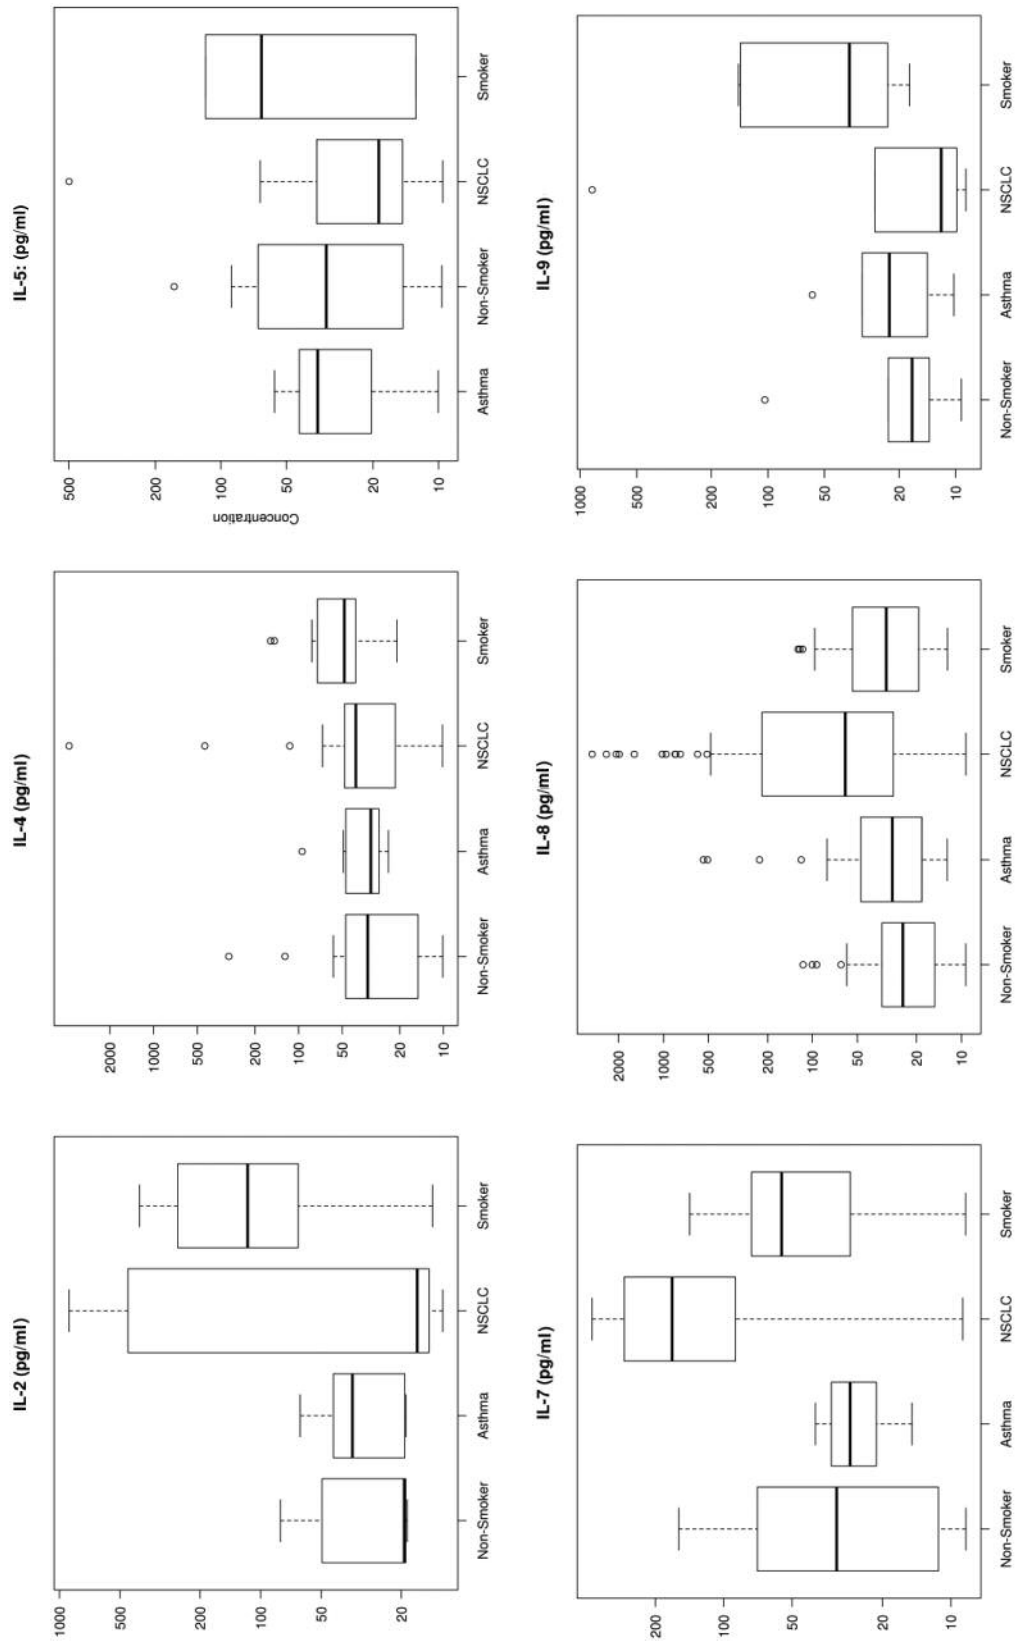 IL-2 (pg/ml)
1000
500
200
100
50
20
Non-Smoker
Asthma
NSCLC
Smoker
IL-4 (pg/ml)
2000
1000
500
200
100
50
20
10
Non-Smoker
Asthma
NSCLC
Smoker
IL-5: (pg/ml)
Concentration
500
200
100
50
20
10
Asthma
Non-Smoker
NSCLC
Smoker
IL-7 (pg/ml)
200
100
50
20
10
Non-Smoker
Asthma
NSCLC
Smoker
IL-8 (pg/ml)
2000
1000
500
200
100
50
20
10
Non-Smoker
Asthma
NSCLC
Smoker
IL-9 (pg/ml)
1000
500
200
100
50
20
10
Non-Smoker
Asthma
NSCLC
Smoker